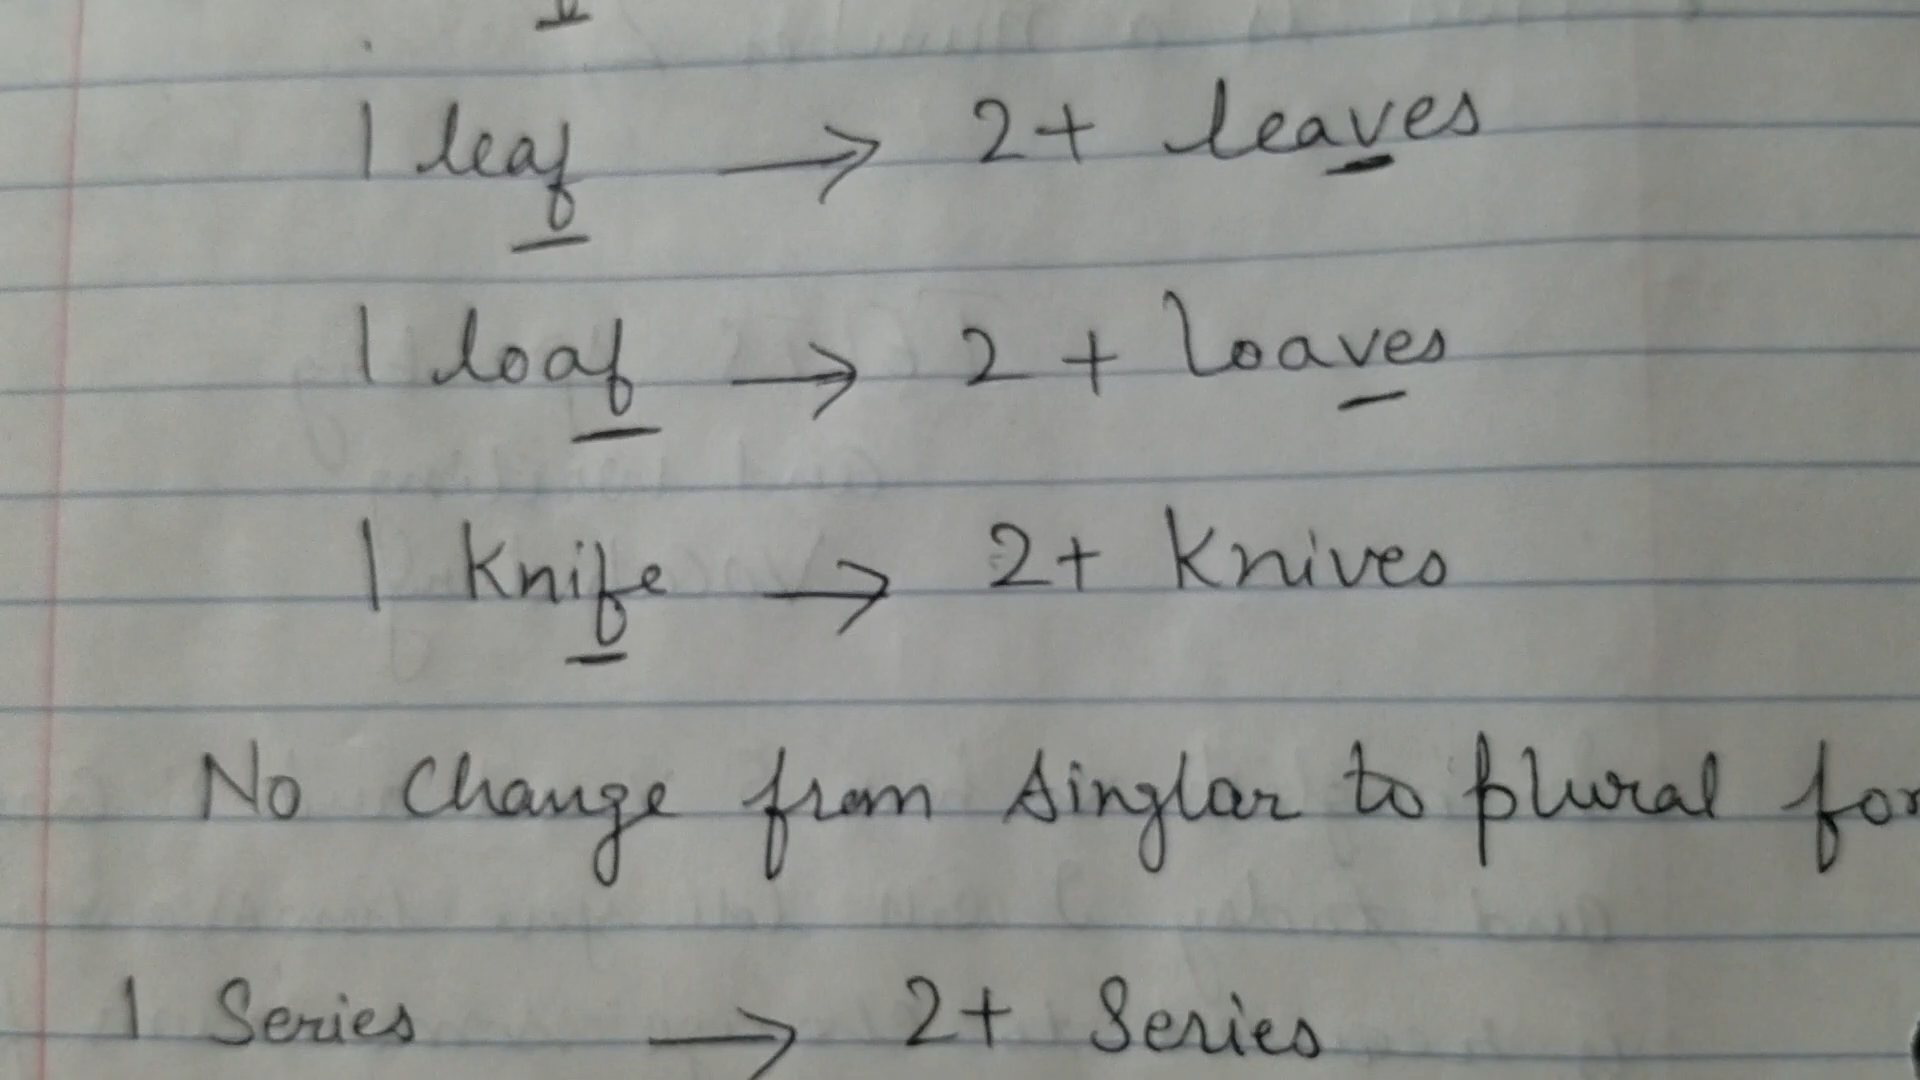 1 leaf → 2+ leaves
1 loaf → 2 + loaves
1 Knife → 2+ Knives
No Change from Singlar to plural for
1 Series → 2+ Series